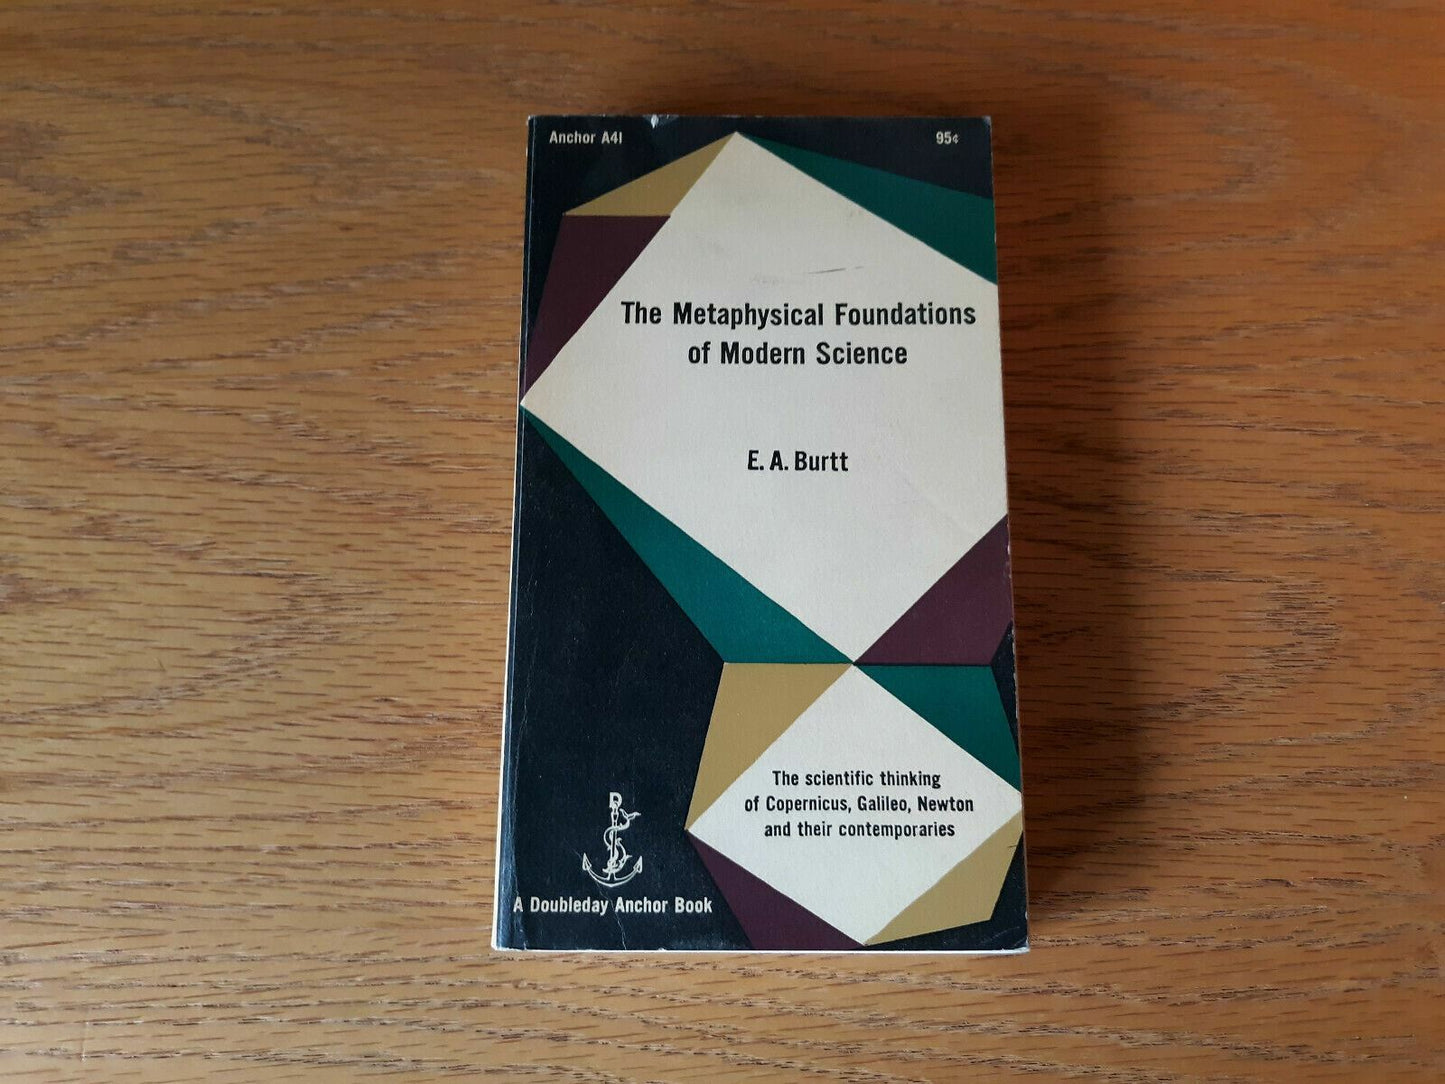 Anchor A41
95¢
The Metaphysical Foundations
of Modern Science
E. A. Burtt
The scientific thinking
of Copernicus, Galileo, Newton
and their contemporaries
D
A Doubleday Anchor Book